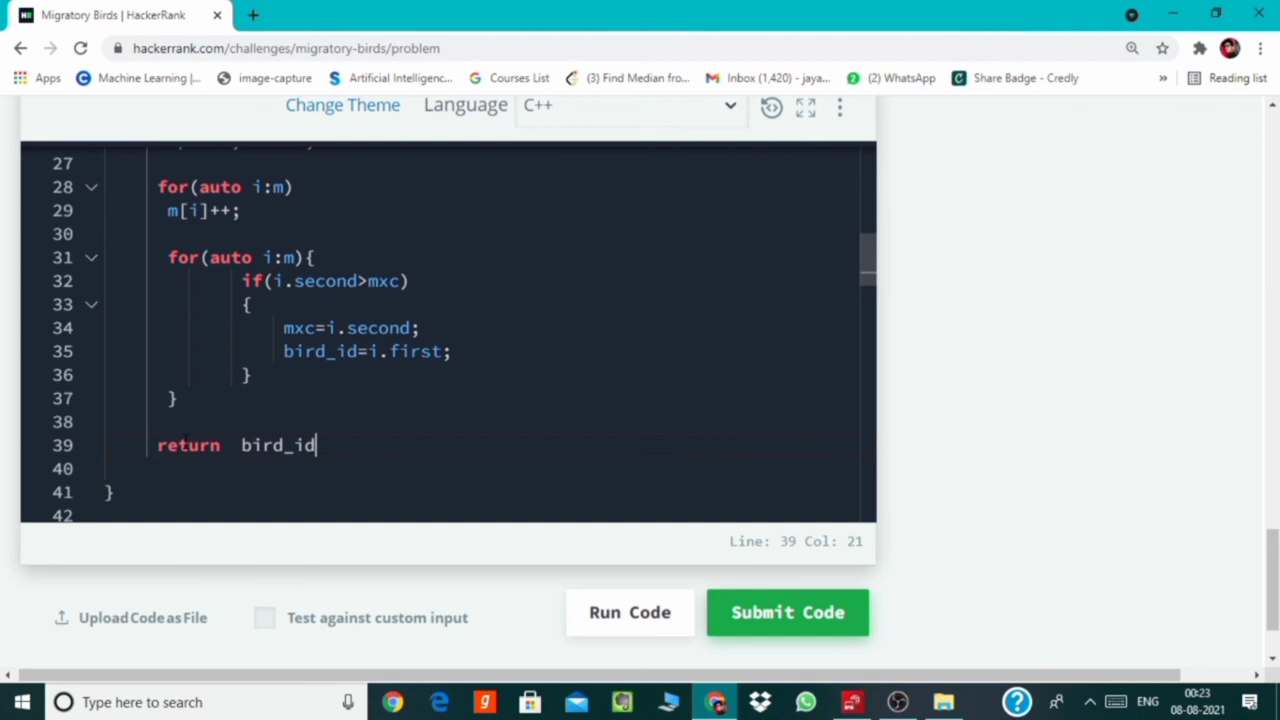 Migratory Birds | HackerRank
hackerrank.com/challenges/migratory-birds/problem
Apps Machine Learning |... image-capture Artificial Intelligenc... Courses List (3) Find Median fro... Inbox (1,420) - jaya... (2) WhatsApp Share Badge - Credly » Reading list
Change Theme Language C++
27
28 for(auto i:m)
29 m[i]++;
30
31 for(auto i:m){
32 if(i.second>mxc)
33 {
34 mxc=i.second;
35 bird_id=i.first;
36 }
37 }
38
39 return bird_id
40
41 }
42
Line: 39 Col: 21
Upload Code as File Test against custom input Run Code Submit Code
Type here to search ENG 00:23
08-08-2021